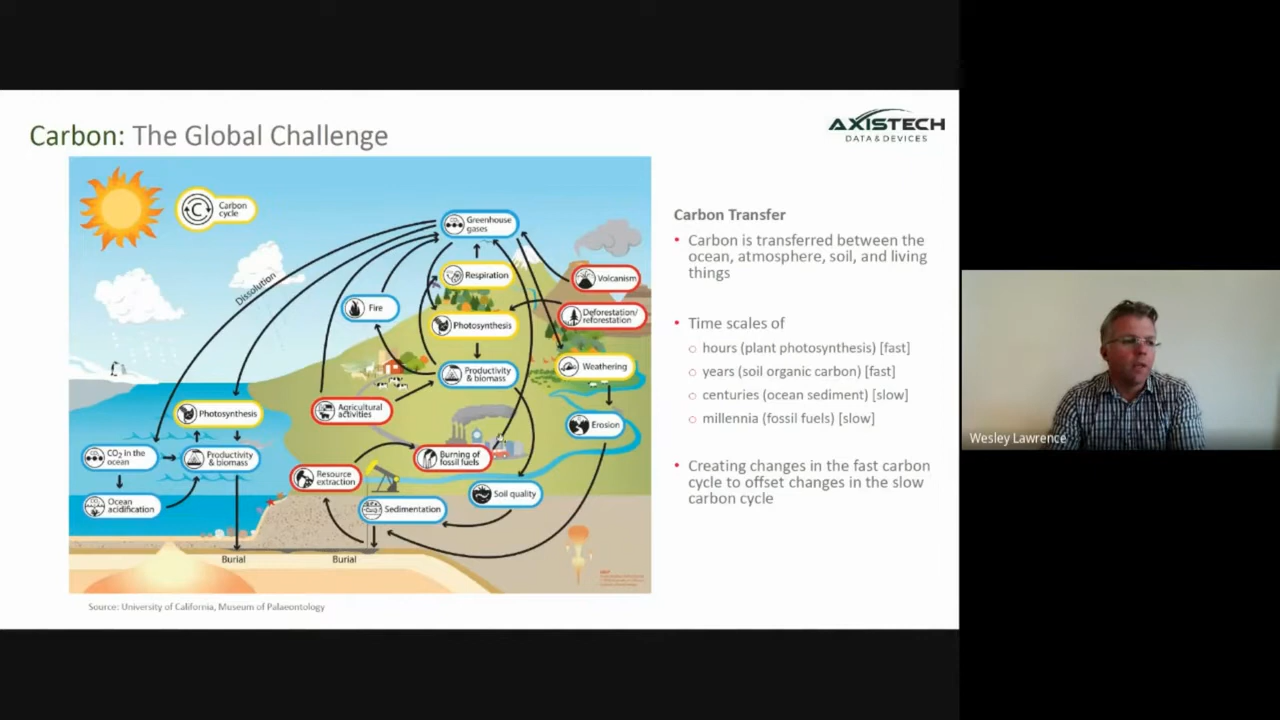 Carbon: The Global Challenge
AXISTECH
DATA & DEVICES
Carbon
cycle
Greenhouse
gases
Dissolution
Respiration
Volcanism
Fire
Deforestation/
reforestation
Photosynthesis
Productivity
& biomass
Weathering
Agricultural
activities
Photosynthesis
Erosion
CO2 in the
ocean
Productivity
& biomass
Burning of
fossil fuels
Resource
extraction
Soil quality
Ocean
acidification
Sedimentation
Burial
Burial
Source: University of California, Museum of Palaeontology
Carbon Transfer
• Carbon is transferred between the
ocean, atmosphere, soil, and living
things
• Time scales of
○ hours (plant photosynthesis) [fast]
○ years (soil organic carbon) [fast]
○ centuries (ocean sediment) [slow]
○ millennia (fossil fuels) [slow]
• Creating changes in the fast carbon
cycle to offset changes in the slow
carbon cycle
Wesley Lawrence